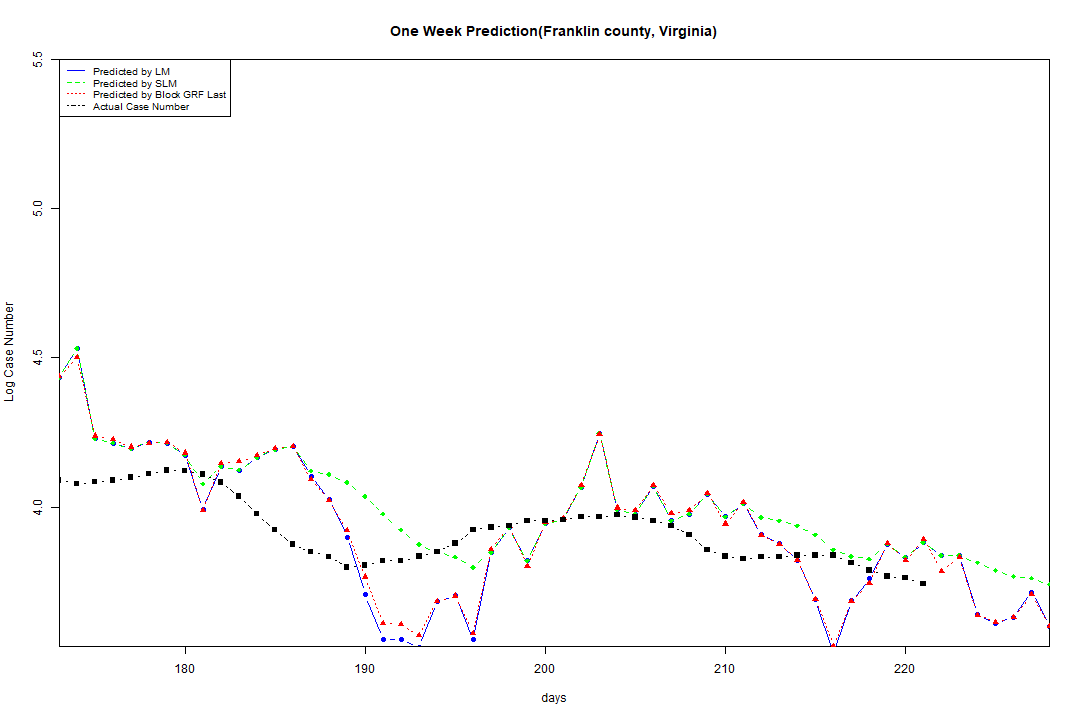 One Week Prediction(Franklin county, Virginia)
Predicted by LM
Predicted by SLM
Predicted by Block GRF Last
Actual Case Number
5.5
5.0
4.5
4.0
Log Case Number
180
190
200
210
220
days